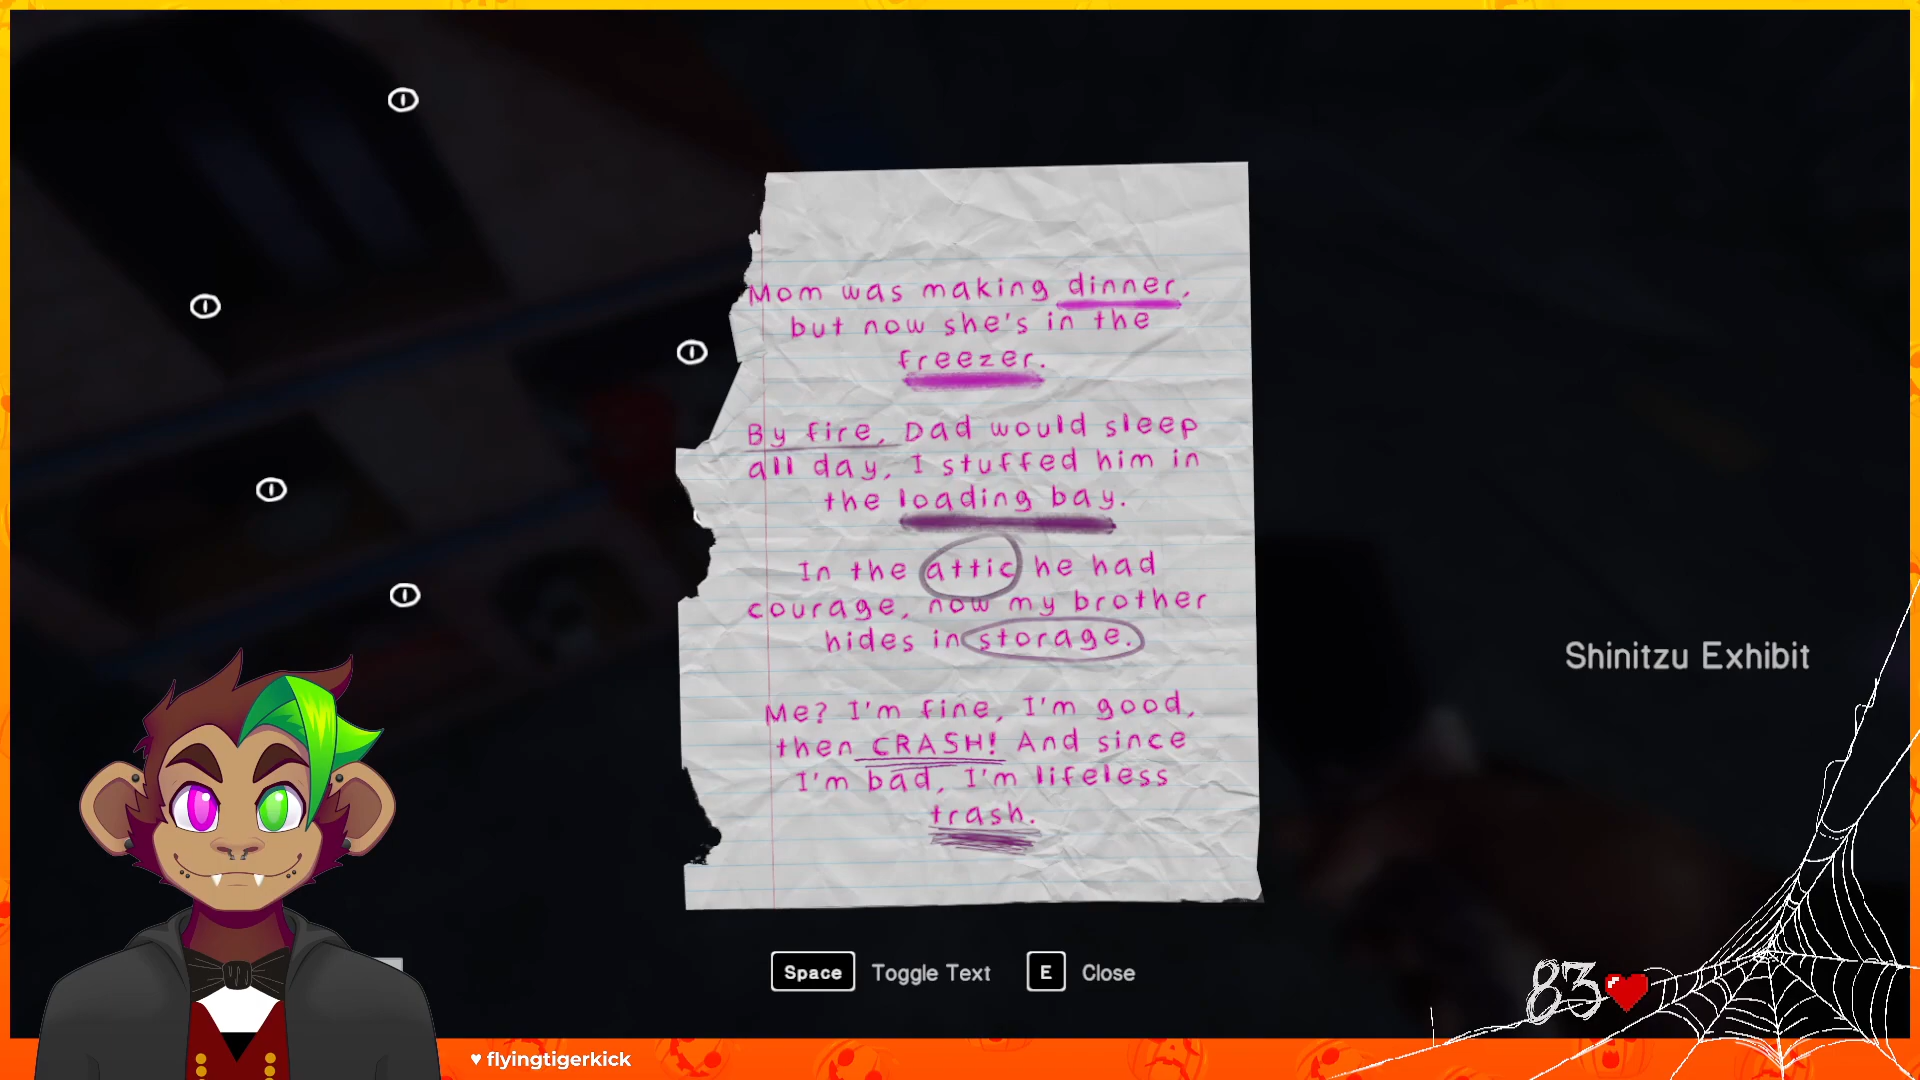 Mom was making dinner,
but now she's in the
freezer.
By fire, Dad would sleep
all day, I stuffed him in
the loading bay.
In the attic he had
courage, now my brother
hides in storage.
Me? I'm fine, I'm good,
then CRASH! And since
I'm bad, I'm lifeless
trash.
Shinitzu Exhibit
Space Toggle Text E Close
83
♥ flyingtigerkick